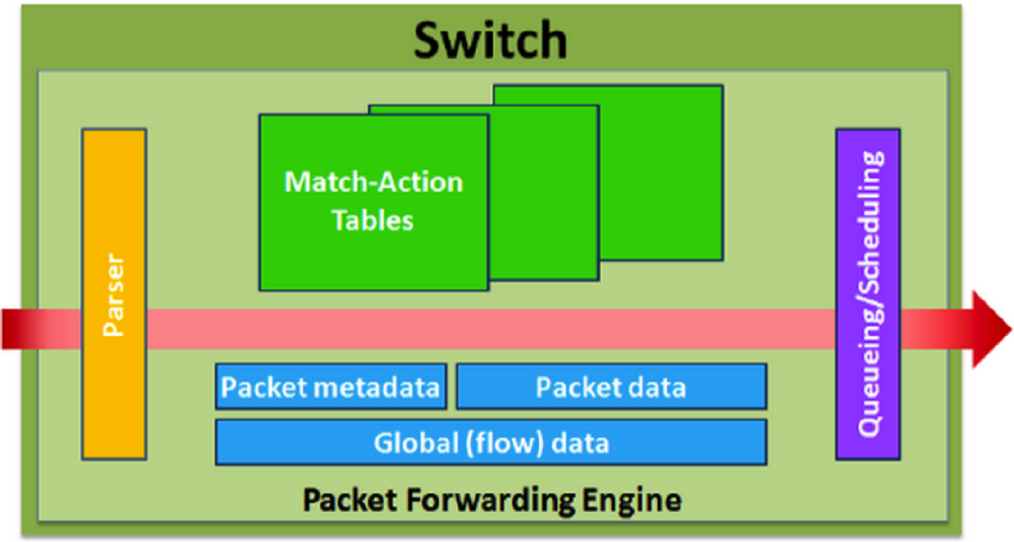 Switch
Match-Action
Tables
Parser
Queueing/Scheduling
Packet metadata
Packet data
Global (flow) data
Packet Forwarding Engine